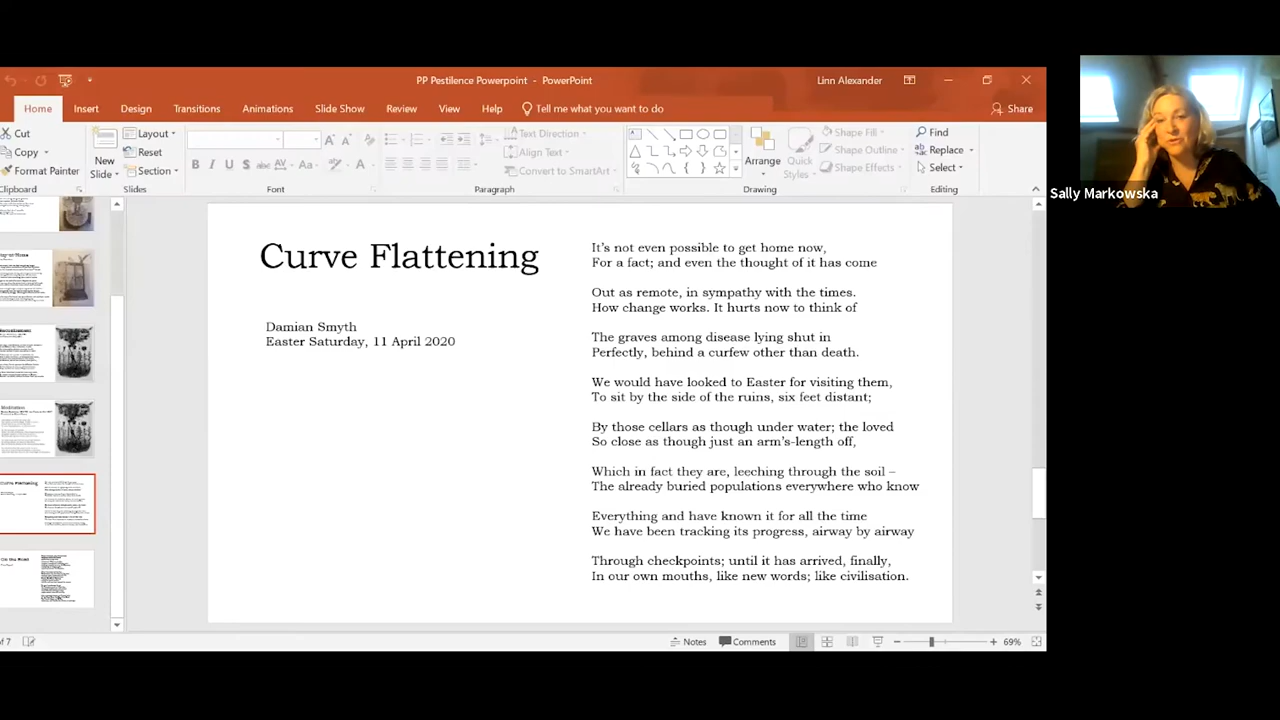 PP Pestilence Powerpoint - PowerPoint
Linn Alexander
Home Insert Design Transitions Animations Slide Show Review View Help Tell me what you want to do Share
Cut
Copy
Format Painter
Clipboard
New Slide
Layout
Reset
Section
Slides
B I U S abc AV Aa A
Font
Text Direction
Align Text
Convert to SmartArt
Paragraph
Arrange
Quick Styles
Shape Fill
Shape Outline
Shape Effects
Drawing
Find
Replace
Select
Editing
Sally Markowska
Curve Flattening
Damian Smyth
Easter Saturday, 11 April 2020
It's not even possible to get home now,
For a fact; and even the thought of it has come
Out as remote, in sympathy with the times.
How change works. It hurts now to think of
The graves among disease lying shut in
Perfectly, behind a curfew other than death.
We would have looked to Easter for visiting them,
To sit by the side of the ruins, six feet distant;
By those cellars as though under water; the loved
So close as though just an arm's-length off,
Which in fact they are, leeching through the soil –
The already buried populations everywhere who know
Everything and have known it for all the time
We have been tracking its progress, airway by airway
Through checkpoints; until it has arrived, finally,
In our own mouths, like new words; like civilisation.
of 7
Notes Comments 69%